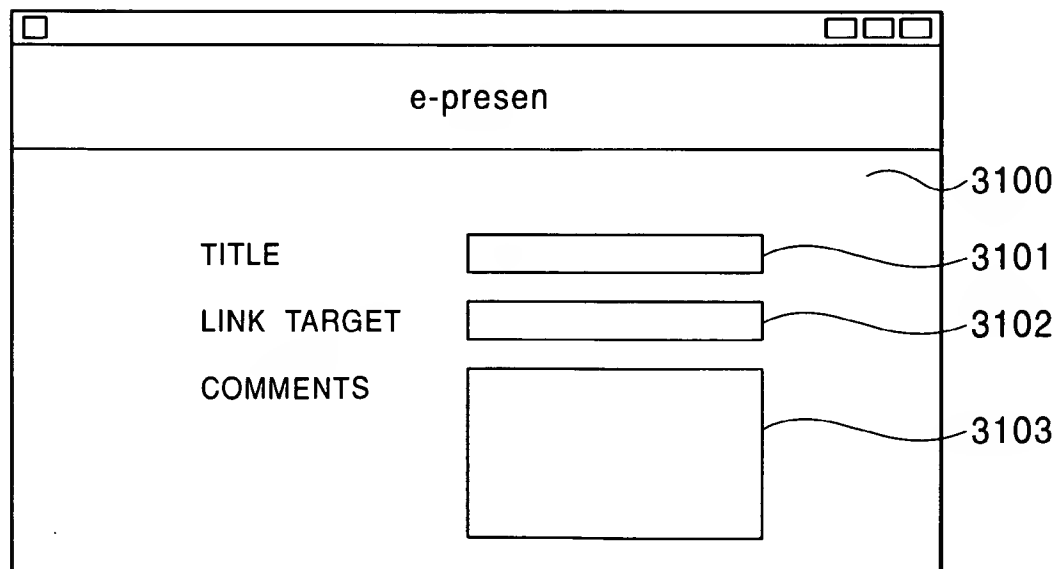 e-presen
3100
TITLE 3101
LINK TARGET 3102
COMMENTS
3103